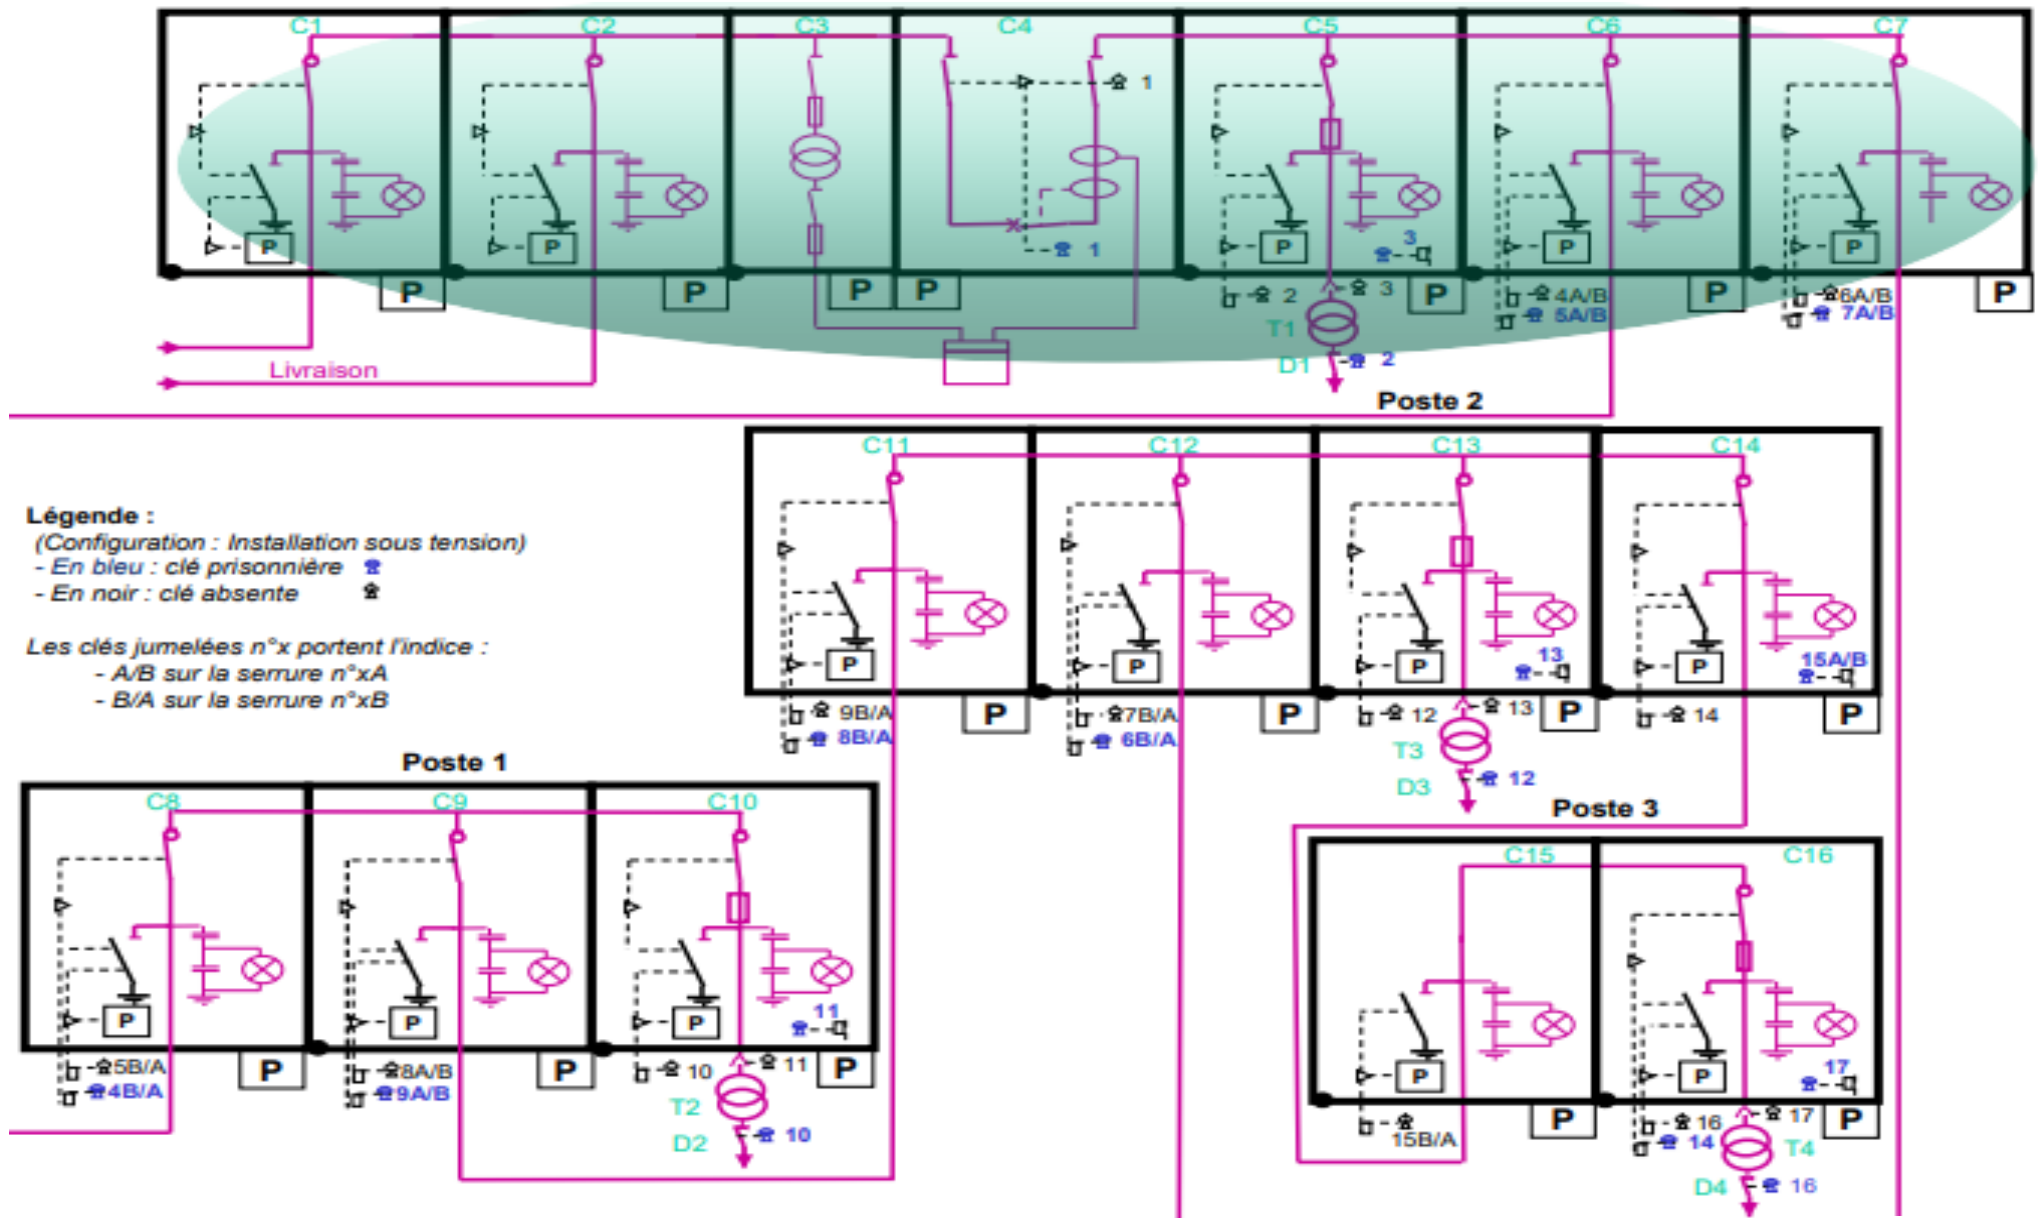 C1 C2 C3 C4 C5 C6 C7
1
P P 1 P 3 P P
P P P P 2 3 P 4A/B P 6A/B P
5A/B 7A/B
T1
Livraison D1 2
Poste 2
C11 C12 C13 C14
Légende :
(Configuration : Installation sous tension)
- En bleu : clé prisonnière
- En noir : clé absente
Les clés jumelées n°x portent l'indice :
- A/B sur la serrure n°xA
- B/A sur la serrure n°xB
P P P 13 P 15A/B
9B/A P 7B/A 12 13 P 14 P
8B/A 6B/A
T3
D3 12
Poste 1
Poste 3
C8 C9 C10
C15 C16
P P P 11
5B/A P 8A/B P 10 11 P
4B/A 9A/B
T2
D2 10
P P 17
15B/A P 16 17 P
14 T4
D4 16